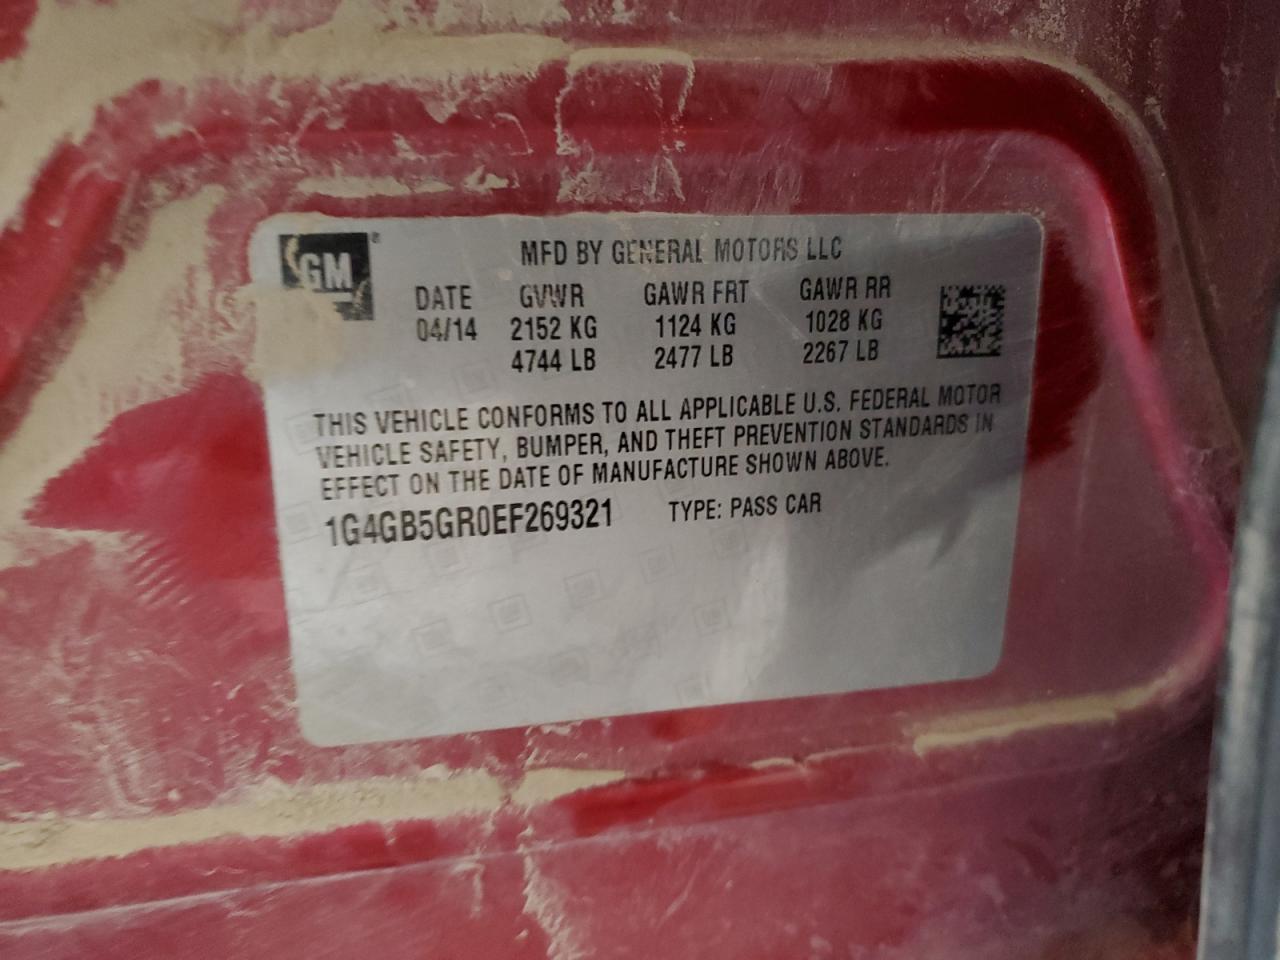 GM
MFD BY GENERAL MOTORS LLC
DATE GVWR GAWR FRT GAWR RR
04/14 2152 KG 1124 KG 1028 KG
4744 LB 2477 LB 2267 LB
THIS VEHICLE CONFORMS TO ALL APPLICABLE U.S. FEDERAL MOTOR
VEHICLE SAFETY, BUMPER, AND THEFT PREVENTION STANDARDS IN
EFFECT ON THE DATE OF MANUFACTURE SHOWN ABOVE.
1G4GB5GR0EF269321 TYPE: PASS CAR